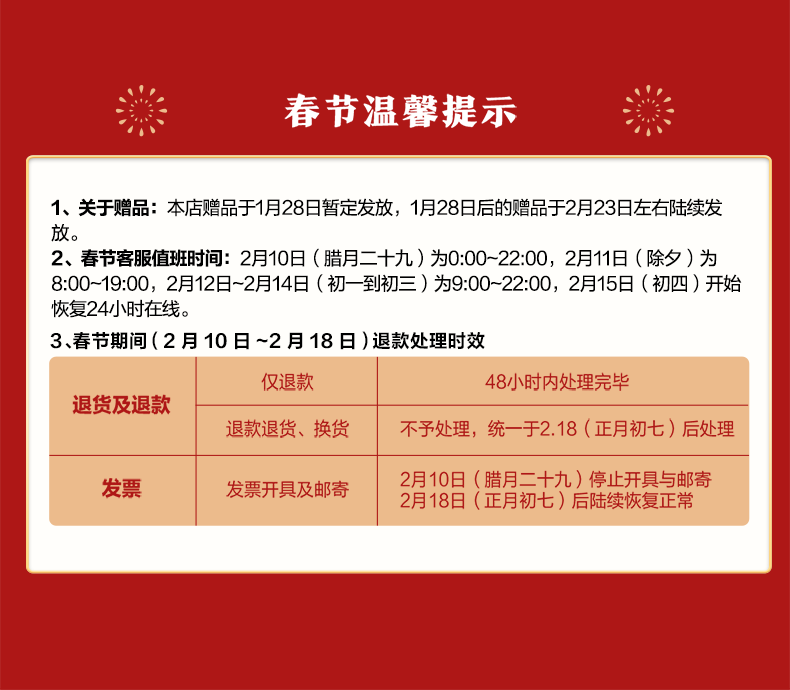 春节温馨提示
1、关于赠品：本店赠品于1月28日暂定发放，1月28日后的赠品于2月23日左右陆续发
放。
2、春节客服值班时间：2月10日（腊月二十九）为0:00~22:00，2月11日（除夕）为
8:00~19:00，2月12日~2月14日（初一到初三）为9:00~22:00，2月15日（初四）开始
恢复24小时在线。
3、春节期间（2月10日~2月18日）退款处理时效
退货及退款
仅退款
48小时内处理完毕
退款退货、换货
不予处理，统一于2.18（正月初七）后处理
发票
发票开具及邮寄
2月10日（腊月二十九）停止开具与邮寄
2月18日（正月初七）后陆续恢复正常